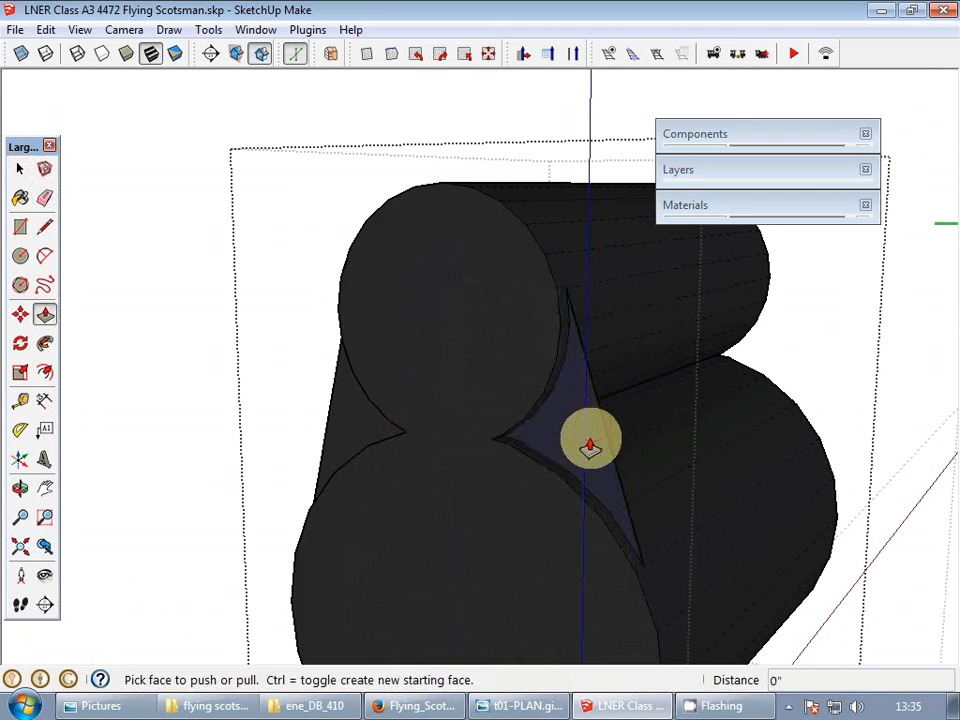 LNER Class A3 4472 Flying Scotsman.skp - SketchUp Make
File Edit View Camera Draw Tools Window Plugins Help
Larg...
Components
Layers
Materials
A1
Pick face to push or pull. Ctrl = toggle create new starting face.
Distance 0"
Pictures
flying scots...
ene_DB_410
Flying_Scot...
t01-PLAN.gi...
LNER Class ...
Flashing
13:35